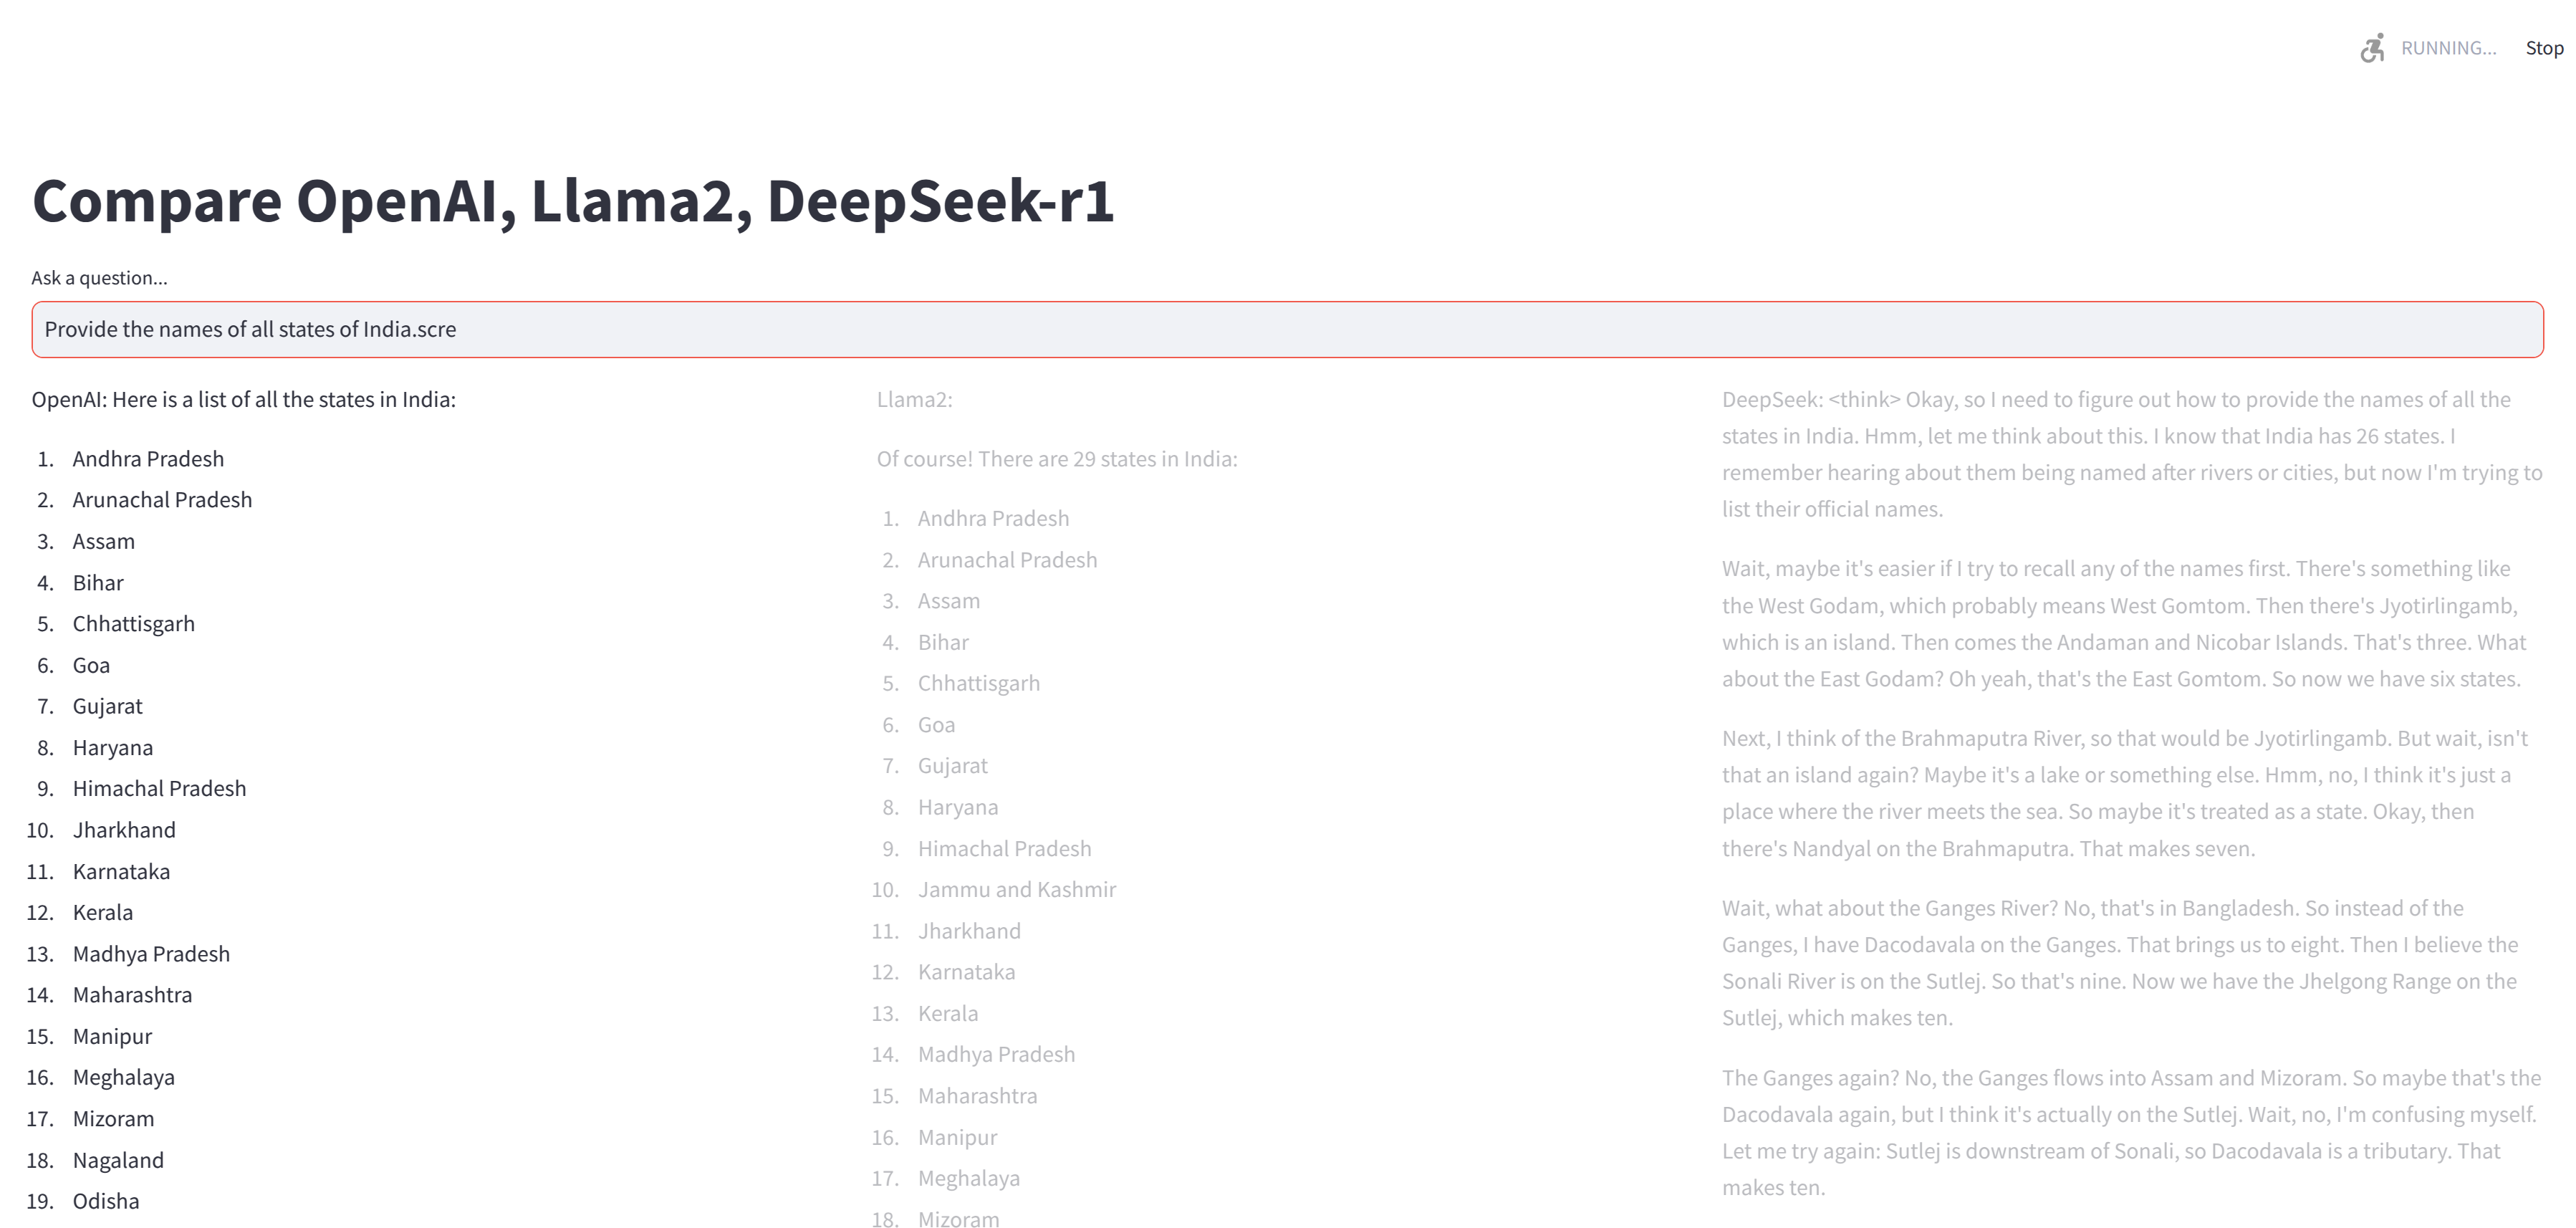 RUNNING...
Stop
Compare OpenAI, Llama2, DeepSeek-r1
Ask a question...
Provide the names of all states of India.scre
OpenAI: Here is a list of all the states in India:
1. Andhra Pradesh
2. Arunachal Pradesh
3. Assam
4. Bihar
5. Chhattisgarh
6. Goa
7. Gujarat
8. Haryana
9. Himachal Pradesh
10. Jharkhand
11. Karnataka
12. Kerala
13. Madhya Pradesh
14. Maharashtra
15. Manipur
16. Meghalaya
17. Mizoram
18. Nagaland
19. Odisha
Llama2:
Of course! There are 29 states in India:
1. Andhra Pradesh
2. Arunachal Pradesh
3. Assam
4. Bihar
5. Chhattisgarh
6. Goa
7. Gujarat
8. Haryana
9. Himachal Pradesh
10. Jammu and Kashmir
11. Jharkhand
12. Karnataka
13. Kerala
14. Madhya Pradesh
15. Maharashtra
16. Manipur
17. Meghalaya
18. Mizoram
DeepSeek: <think> Okay, so I need to figure out how to provide the names of all the
states in India. Hmm, let me think about this. I know that India has 26 states. I
remember hearing about them being named after rivers or cities, but now I'm trying to
list their official names.
Wait, maybe it's easier if I try to recall any of the names first. There's something like
the West Godam, which probably means West Gomtom. Then there's Jyotirlingamb,
which is an island. Then comes the Andaman and Nicobar Islands. That's three. What
about the East Godam? Oh yeah, that's the East Gomtom. So now we have six states.
Next, I think of the Brahmaputra River, so that would be Jyotirlingamb. But wait, isn't
that an island again? Maybe it's a lake or something else. Hmm, no, I think it's just a
place where the river meets the sea. So maybe it's treated as a state. Okay, then
there's Nandyal on the Brahmaputra. That makes seven.
Wait, what about the Ganges River? No, that's in Bangladesh. So instead of the
Ganges, I have Dacodavala on the Ganges. That brings us to eight. Then I believe the
Sonali River is on the Sutlej. So that's nine. Now we have the Jhelgong Range on the
Sutlej, which makes ten.
The Ganges again? No, the Ganges flows into Assam and Mizoram. So maybe that's the
Dacodavala again, but I think it's actually on the Sutlej. Wait, no, I'm confusing myself.
Let me try again: Sutlej is downstream of Sonali, so Dacodavala is a tributary. That
makes ten.